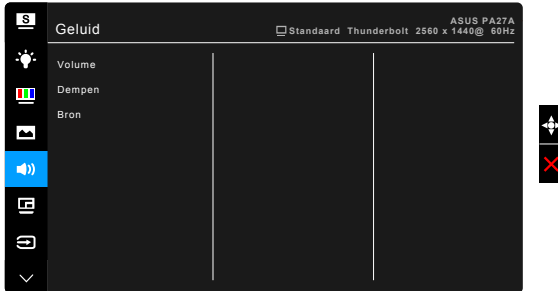 S
Geluid
ASUS PA27A
Standaard Thunderbolt 2560 x 1440@ 60Hz
Volume
Dempen
Bron